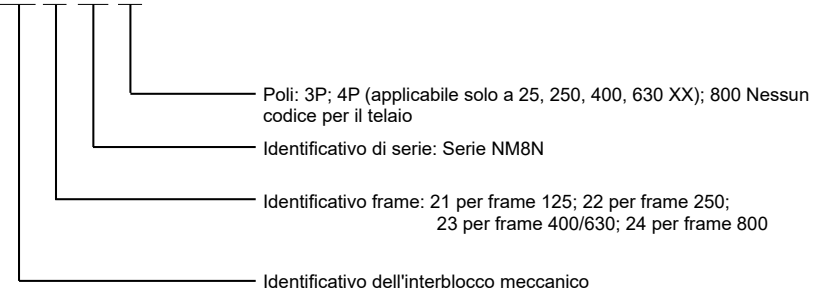 Poli: 3P; 4P (applicabile solo a 25, 250, 400, 630 XX); 800 Nessun
codice per il telaio
Identificativo di serie: Serie NM8N
Identificativo frame: 21 per frame 125; 22 per frame 250;
23 per frame 400/630; 24 per frame 800
Identificativo dell'interblocco meccanico